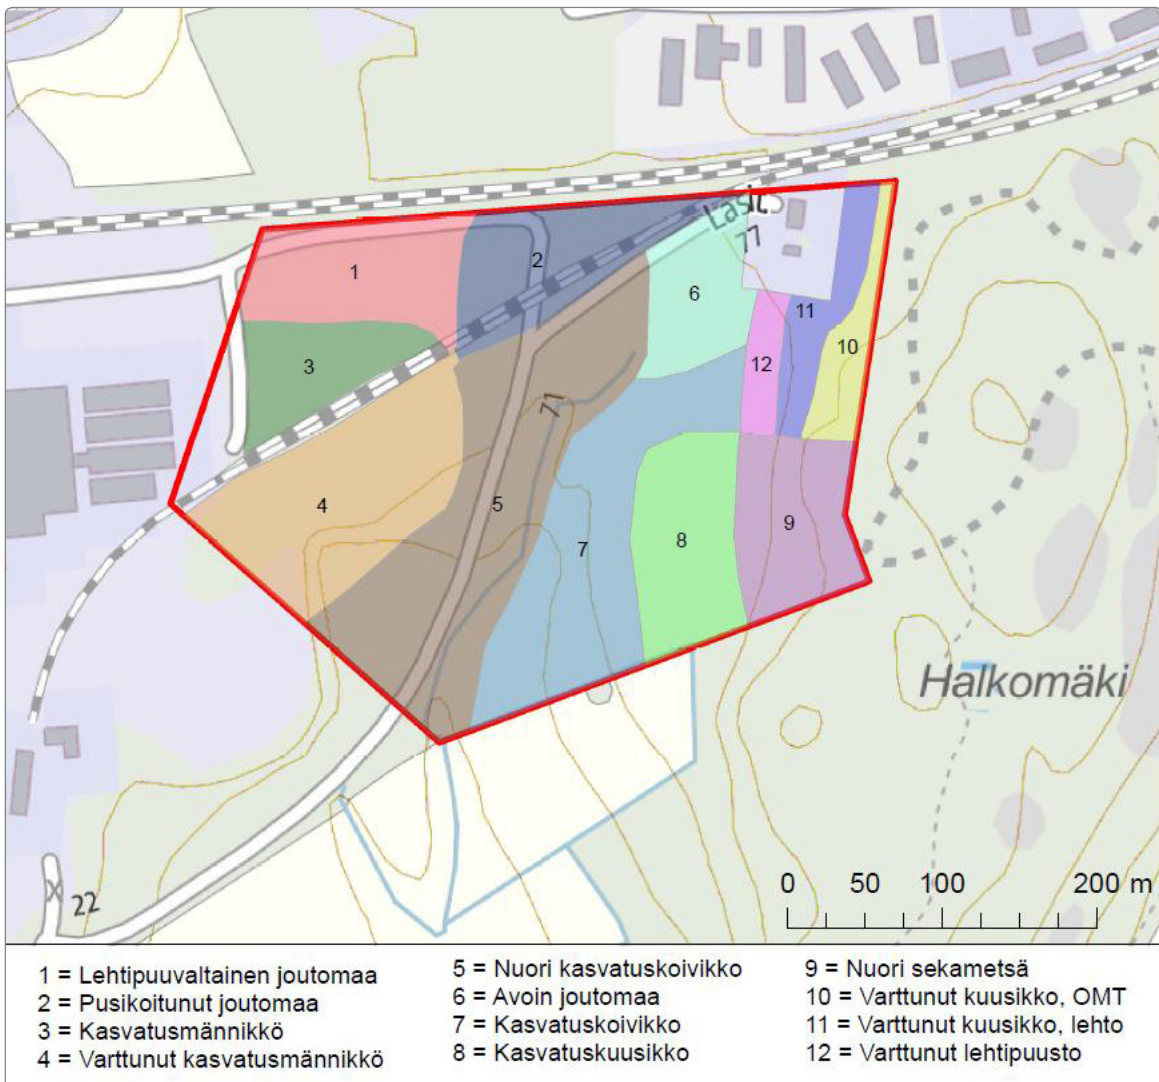 Lasit.
77
1
2
6
11
10
12
3
71
4
5
7
8
9
Halkomäki
0 50 100 200 m
22
1 = Lehtipuuvaltainen joutomaa
2 = Pusikoitunut joutomaa
3 = Kasvatusmännikkö
4 = Varttunut kasvatusmännikkö
5 = Nuori kasvatuskoivikko
6 = Avoin joutomaa
7 = Kasvatuskoivikko
8 = Kasvatuskuusikko
9 = Nuori sekametsä
10 = Varttunut kuusikko, OMT
11 = Varttunut kuusikko, lehto
12 = Varttunut lehtipuusto